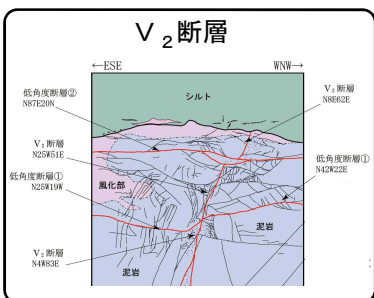 V₂断層
←ESE
WNW→
低角度断層②
N87E20N
シルト
V₂断層
N8E62E
V₂断層
N25W51E
低角度断層①
N42W22E
低角度断層①
N25W19W
風化部
泥岩
V₂断層
N4W83E
泥岩